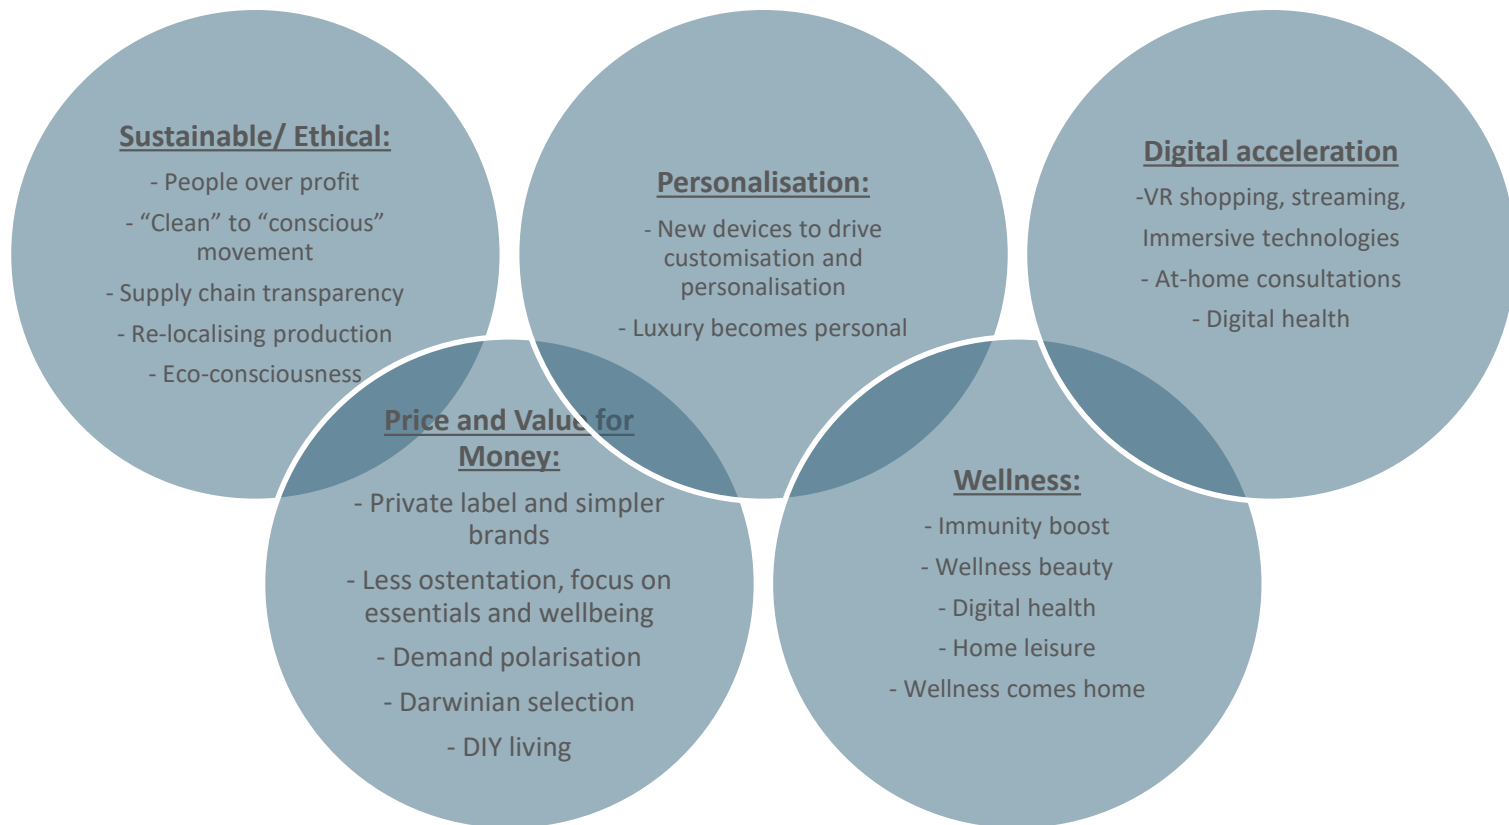 Sustainable/ Ethical:
- People over profit
- “Clean” to “conscious”
movement
- Supply chain transparency
- Re-localising production
- Eco-consciousness
Price and Value for
Money:
- Private label and simpler
brands
- Less ostentation, focus on
essentials and wellbeing
- Demand polarisation
- Darwinian selection
- DIY living
Personalisation:
- New devices to drive
customisation and
personalisation
- Luxury becomes personal
Wellness:
- Immunity boost
- Wellness beauty
- Digital health
- Home leisure
- Wellness comes home
Digital acceleration
-VR shopping, streaming,
Immersive technologies
- At-home consultations
- Digital health